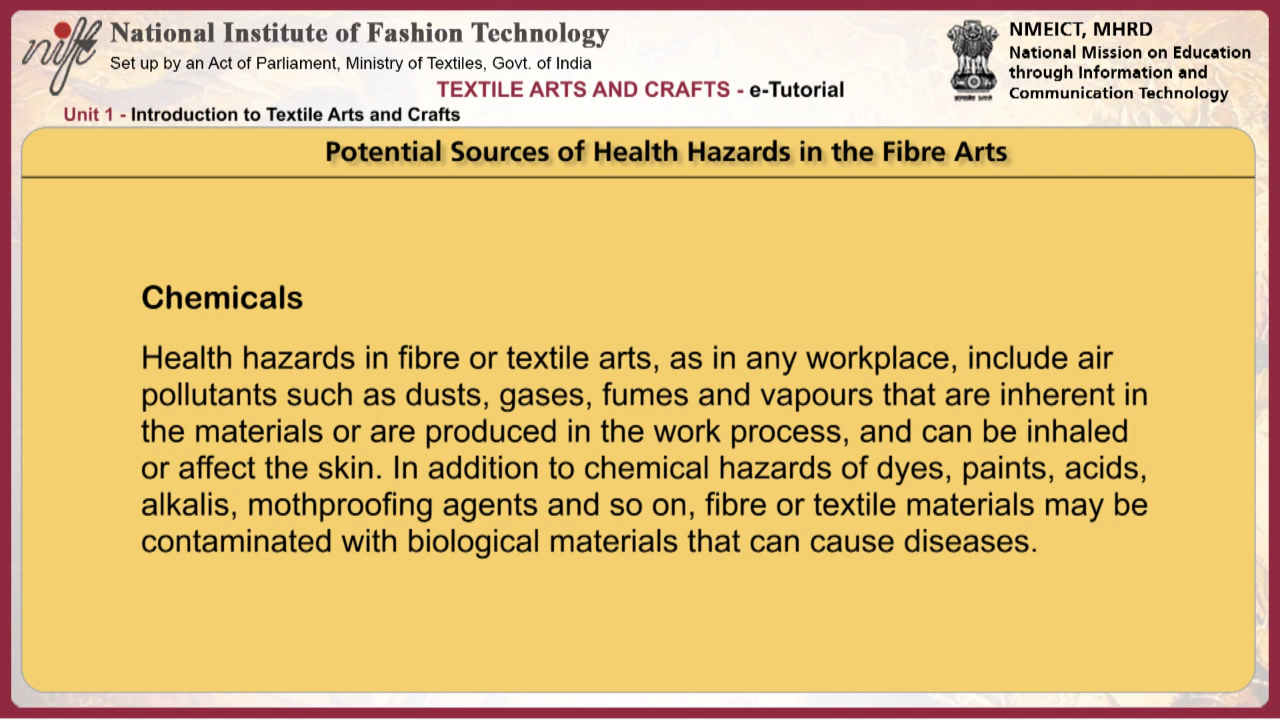 nift
National Institute of Fashion Technology
Set up by an Act of Parliament, Ministry of Textiles, Govt. of India
NMEICT, MHRD
National Mission on Education
through Information and
Communication Technology
TEXTILE ARTS AND CRAFTS - e-Tutorial
Unit 1 - Introduction to Textile Arts and Crafts
Potential Sources of Health Hazards in the Fibre Arts
Chemicals
Health hazards in fibre or textile arts, as in any workplace, include air
pollutants such as dusts, gases, fumes and vapours that are inherent in
the materials or are produced in the work process, and can be inhaled
or affect the skin. In addition to chemical hazards of dyes, paints, acids,
alkalis, mothproofing agents and so on, fibre or textile materials may be
contaminated with biological materials that can cause diseases.